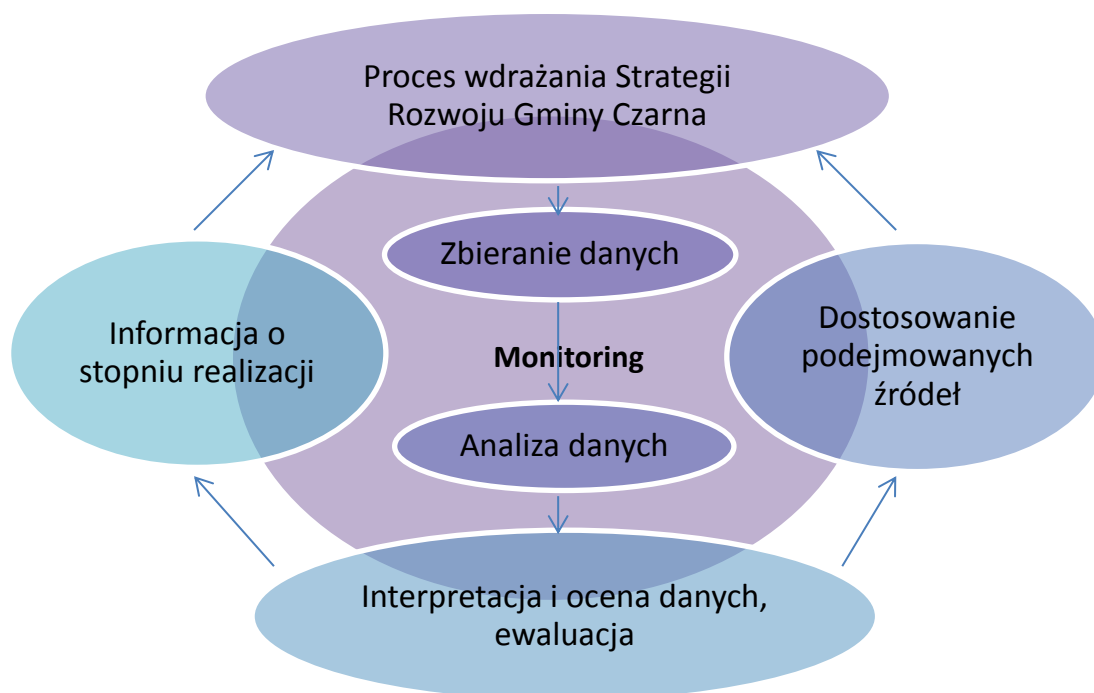 Proces wdrażania Strategii
Rozwoju Gminy Czarna
Zbieranie danych
Informacja o
stopniu realizacji
Monitoring
Dostosowanie
podejmowanych
źródeł
Analiza danych
Interpretacja i ocena danych,
ewaluacja